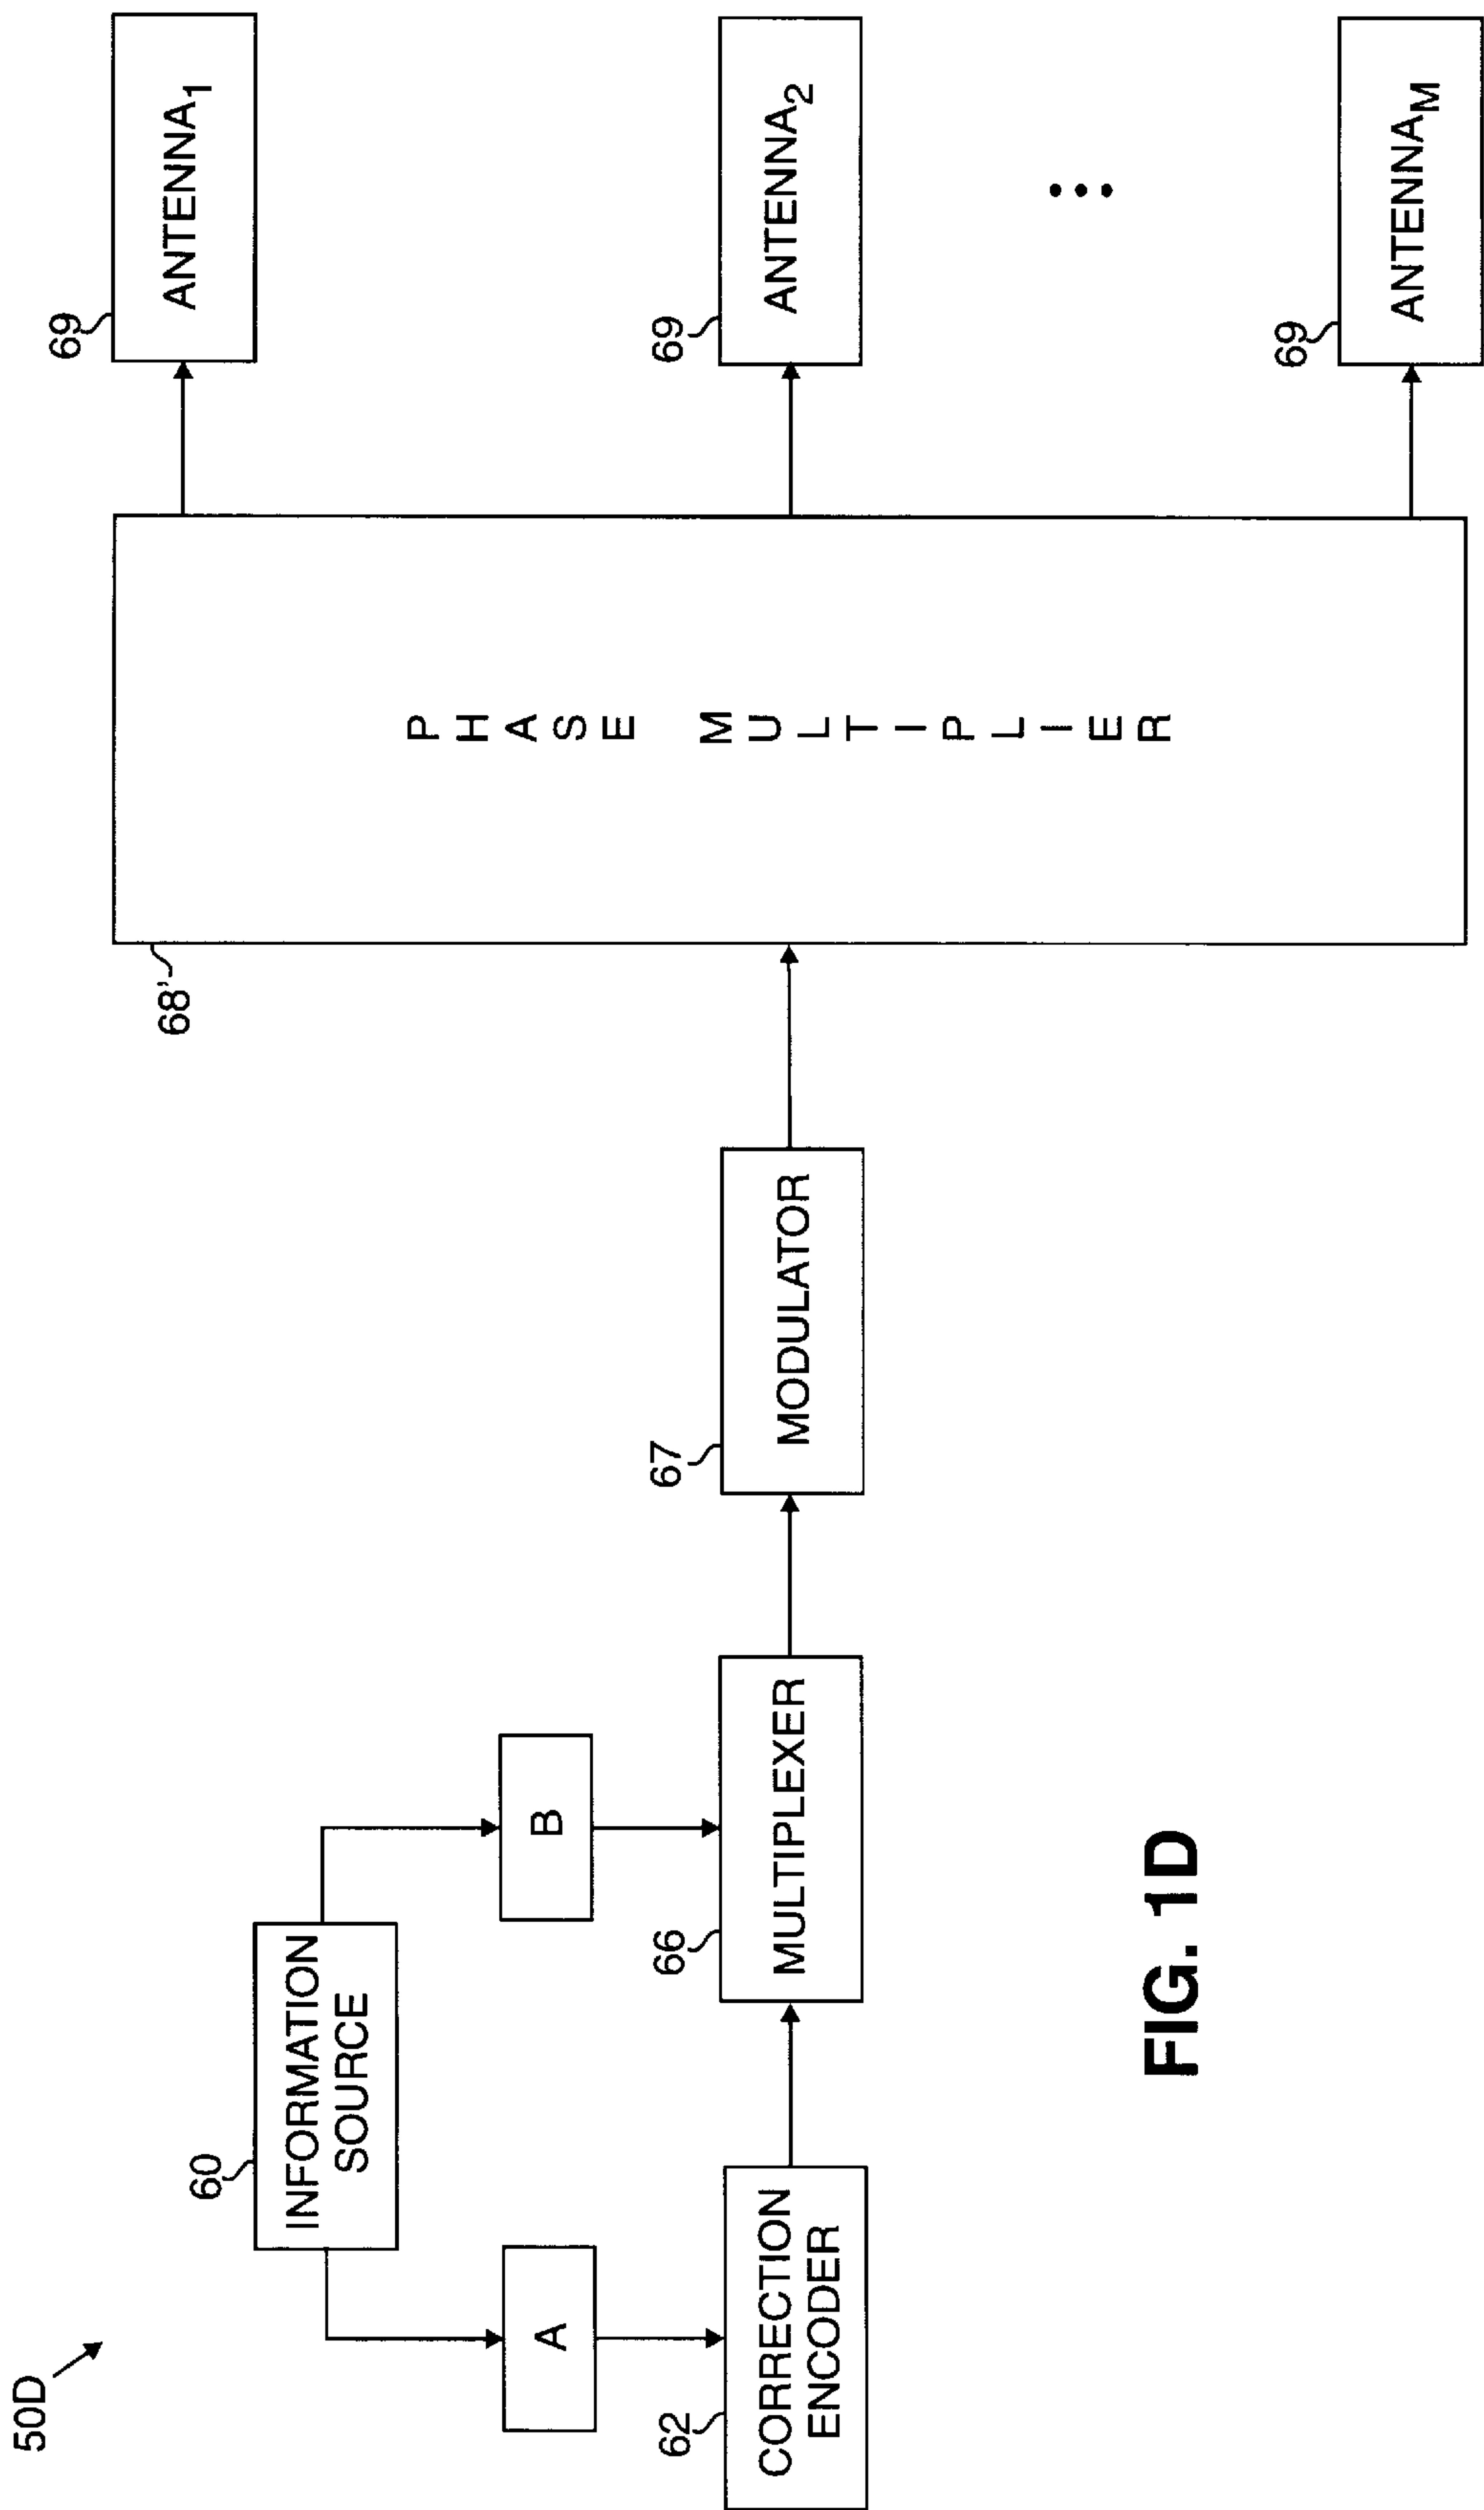 50D
60
INFORMATION
SOURCE
A
B
62
CORRECTION
ENCODER
66
MULTIPLEXER
67
MODULATOR
68'
PHASE MULTIPLIER
69
ANTENNA1
69
ANTENNA2
69
ANTENNAM
FIG. 1D